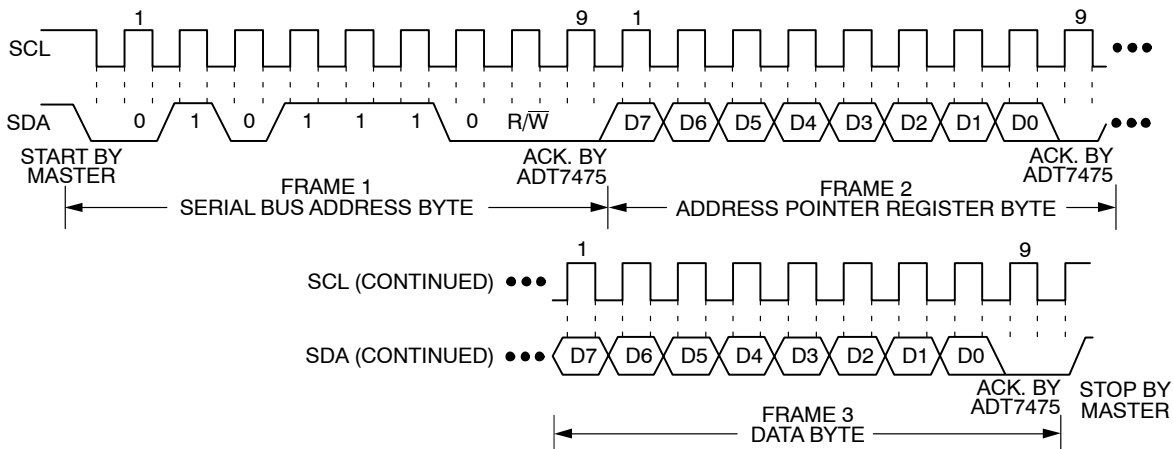 1 9 1 9
SCL
SDA 0 1 0 1 1 1 0 R/W̅ D7 D6 D5 D4 D3 D2 D1 D0
START BY MASTER
ACK. BY ADT7475
ACK. BY ADT7475
FRAME 1
SERIAL BUS ADDRESS BYTE
FRAME 2
ADDRESS POINTER REGISTER BYTE
1 9
SCL (CONTINUED)
SDA (CONTINUED) D7 D6 D5 D4 D3 D2 D1 D0
ACK. BY ADT7475
STOP BY MASTER
FRAME 3
DATA BYTE